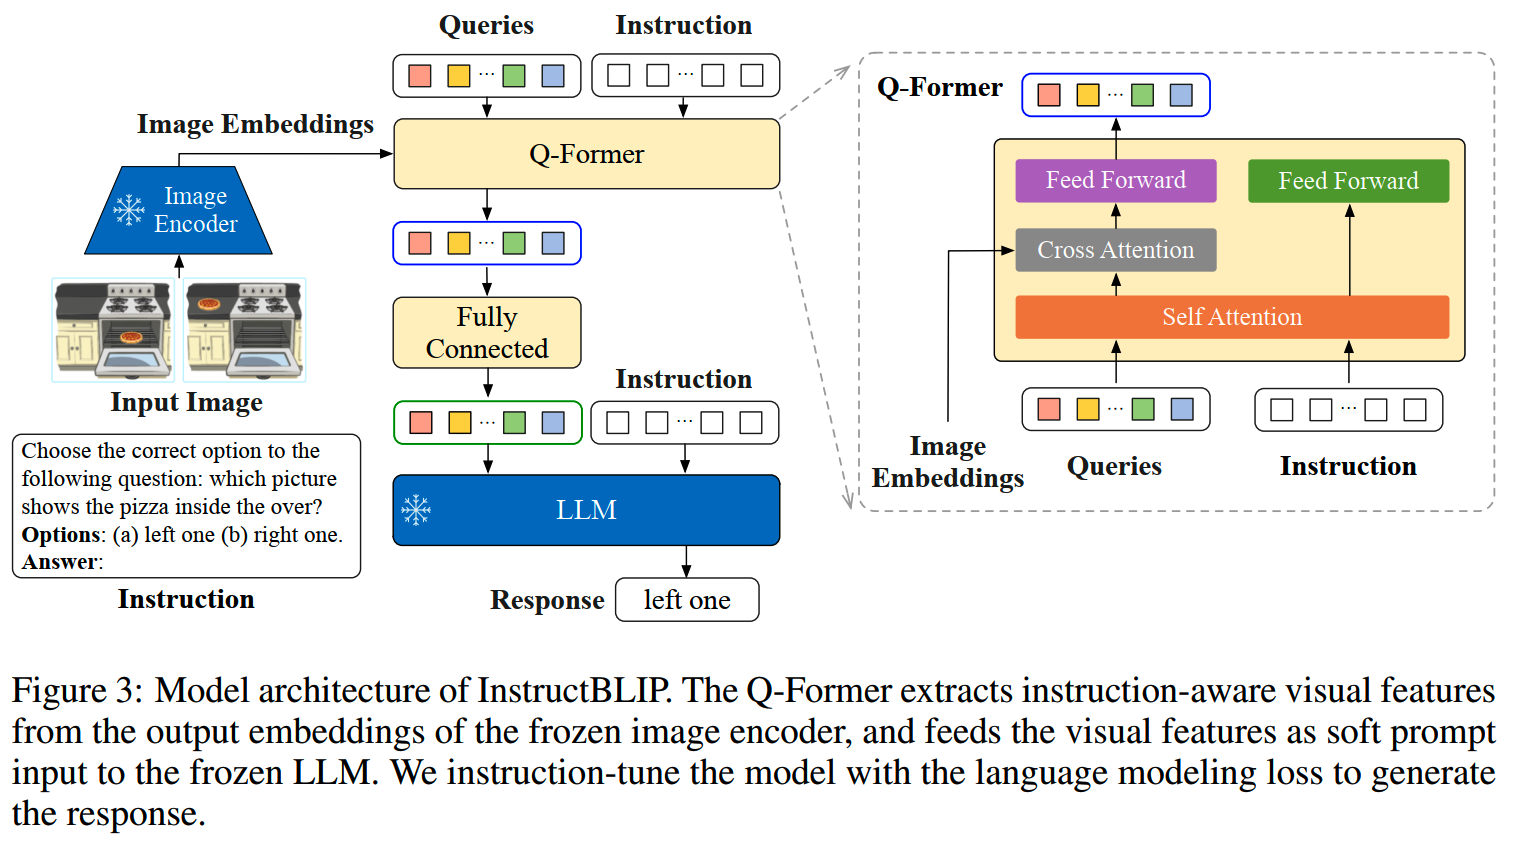 Queries
Instruction
Image Embeddings
Q-Former
Image
Encoder
Input Image
Fully
Connected
Instruction
Choose the correct option to the
following question: which picture
shows the pizza inside the over?
Options: (a) left one (b) right one.
Answer:
Instruction
LLM
Response
left one
Q-Former
Feed Forward
Feed Forward
Cross Attention
Self Attention
Image
Embeddings
Queries
Instruction
Figure 3: Model architecture of InstructBLIP. The Q-Former extracts instruction-aware visual features
from the output embeddings of the frozen image encoder, and feeds the visual features as soft prompt
input to the frozen LLM. We instruction-tune the model with the language modeling loss to generate
the response.